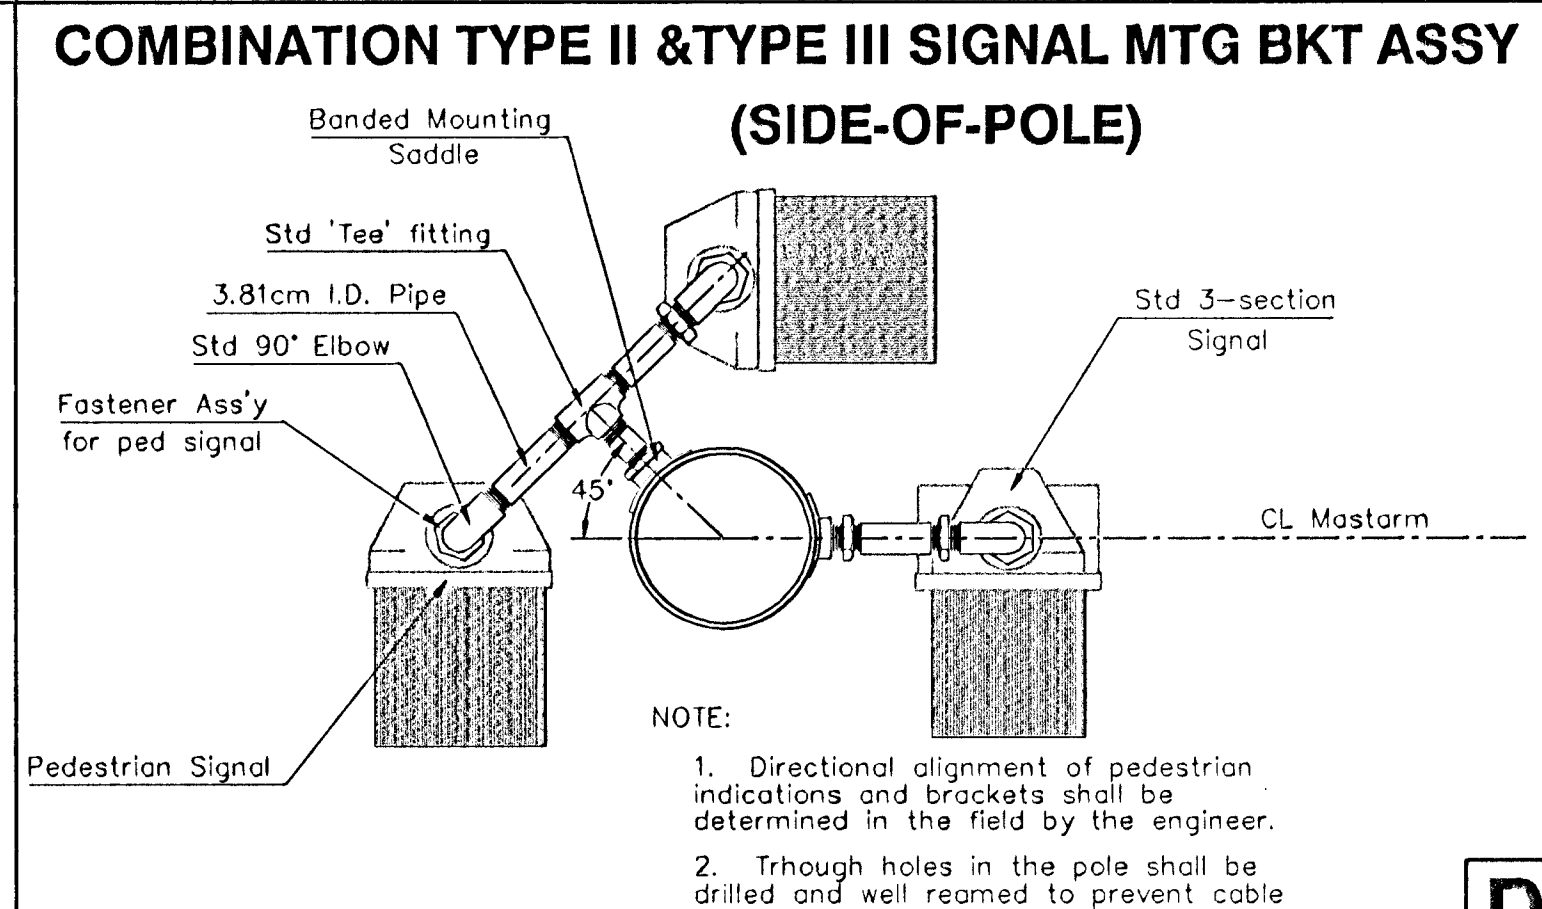 COMBINATION TYPE II &TYPE III SIGNAL MTG BKT ASSY
(SIDE-OF-POLE)
Banded Mounting
Saddle
Std 'Tee' fitting
3.81cm I.D. Pipe
Std 90° Elbow
Fastener Ass'y
for ped signal
Std 3-section
Signal
45°
CL Mastarm
Pedestrian Signal
NOTE:
1. Directional alignment of pedestrian
indications and brackets shall be
determined in the field by the engineer.
2. Trhough holes in the pole shall be
drilled and well reamed to prevent cable